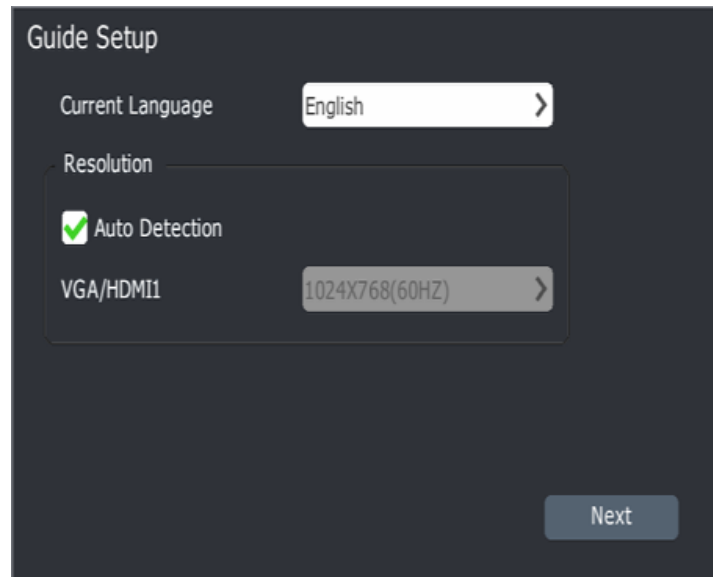 Guide Setup
Current Language English
Resolution
Auto Detection
VGA/HDMI1 1024X768(60HZ)
Next